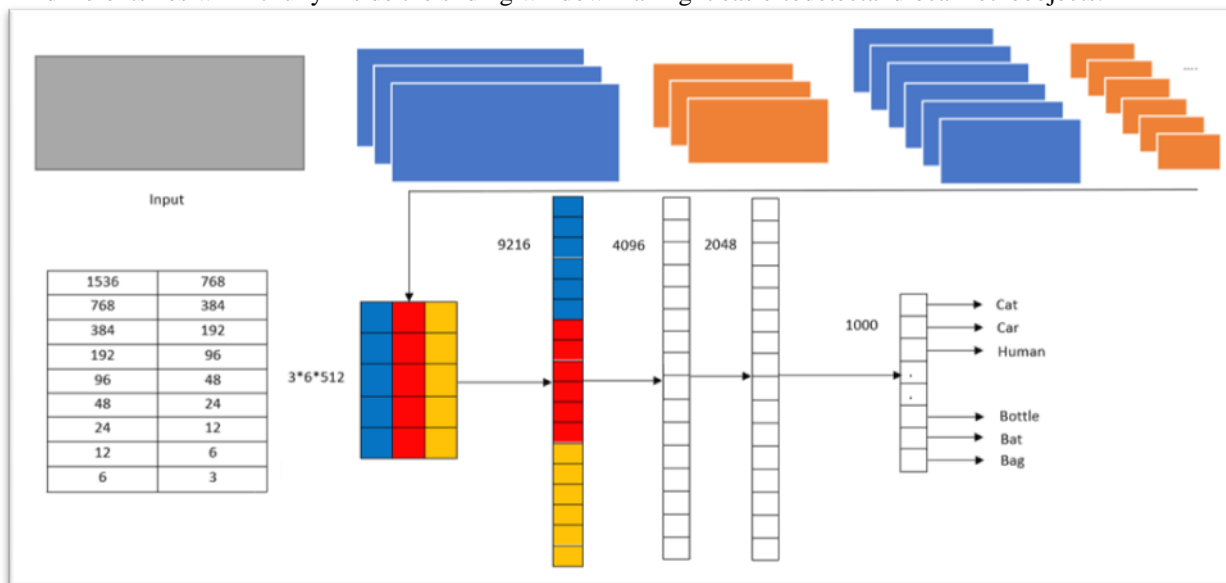 ....
Input
9216
4096
2048
1536 768
768 384
384 192
192 96
96 48
48 24
24 12
12 6
6 3
3*6*512
1000
Cat
Car
Human
.
.
Bottle
Bat
Bag